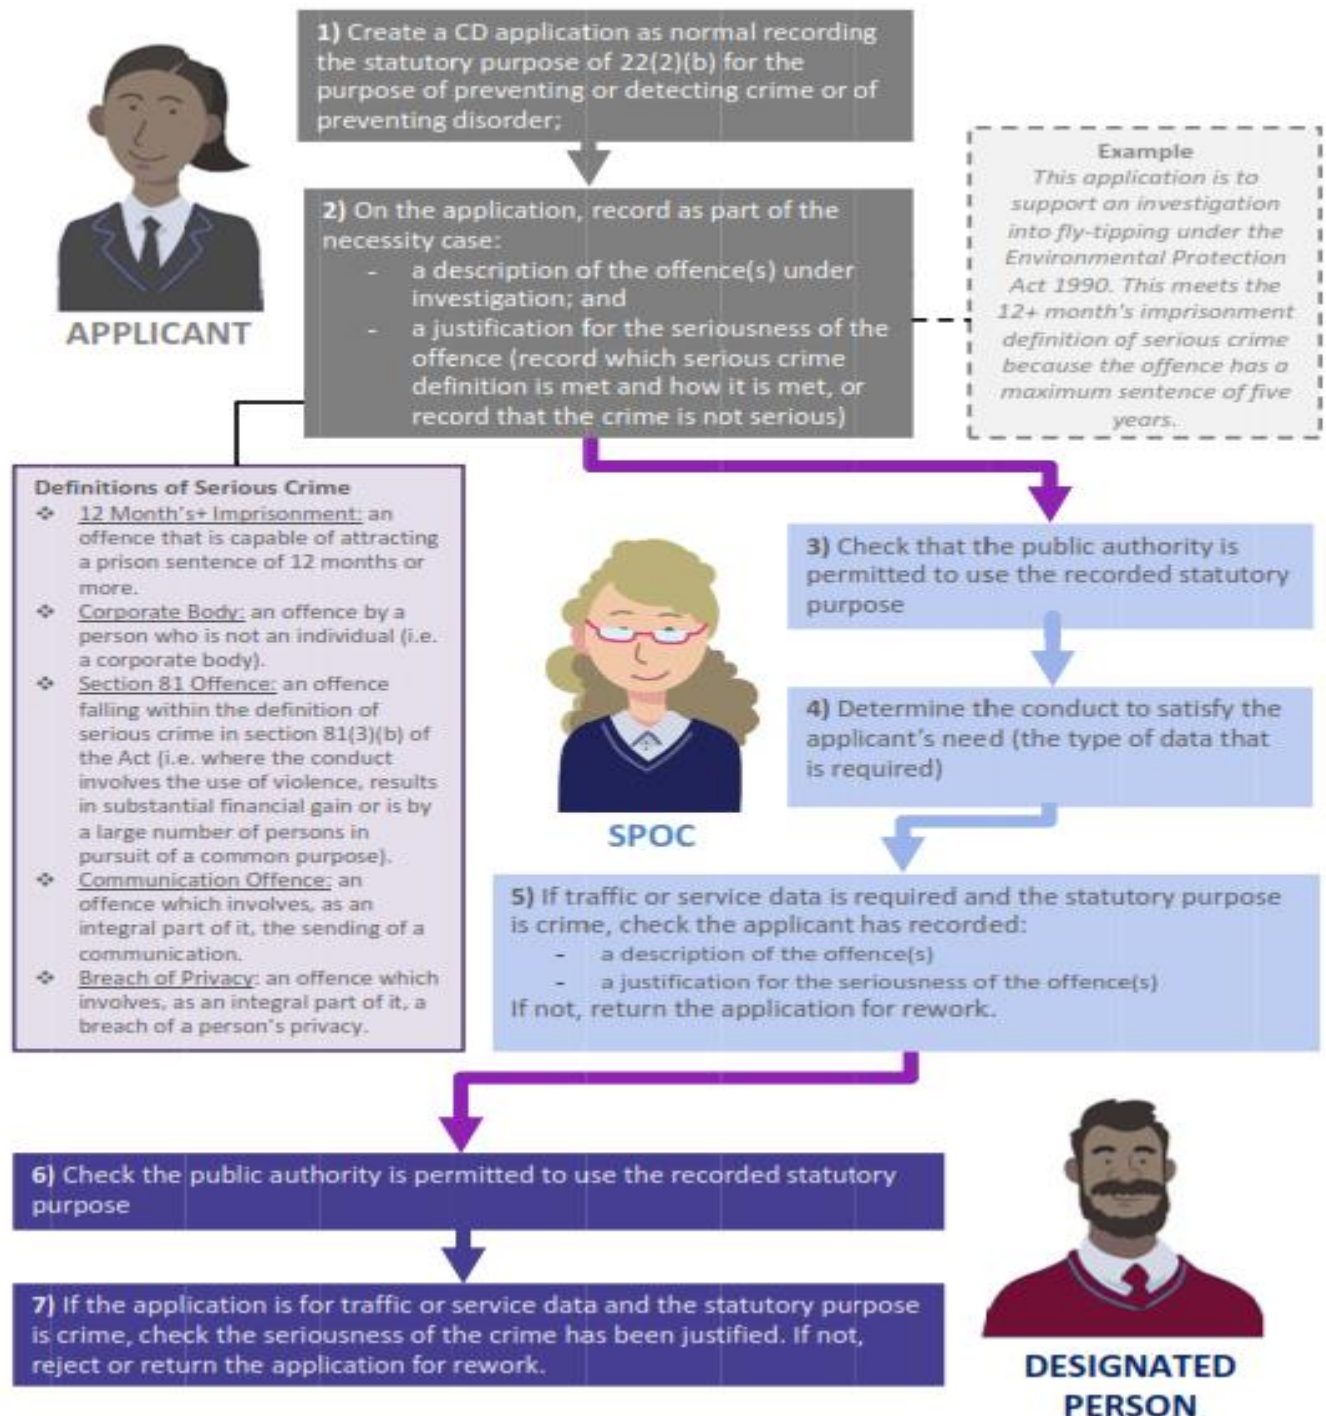 1) Create a CD application as normal recording
the statutory purpose of 22(2)(b) for the
purpose of preventing or detecting crime or of
preventing disorder;
APPLICANT
2) On the application, record as part of the
necessity case:
- a description of the offence(s) under
investigation; and
- a justification for the seriousness of the
offence (record which serious crime
definition is met and how it is met, or
record that the crime is not serious)
Example
This application is to
support an investigation
into fly-tipping under the
Environmental Protection
Act 1990. This meets the
12+ month's imprisonment
definition of serious crime
because the offence has a
maximum sentence of five
years.
Definitions of Serious Crime
❖ 12 Month's+ Imprisonment: an
offence that is capable of attracting
a prison sentence of 12 months or
more.
❖ Corporate Body: an offence by a
person who is not an individual (i.e.
a corporate body).
❖ Section 81 Offence: an offence
falling within the definition of
serious crime in section 81(3)(b) of
the Act (i.e. where the conduct
involves the use of violence, results
in substantial financial gain or is by
a large number of persons in
pursuit of a common purpose).
❖ Communication Offence: an
offence which involves, as an
integral part of it, the sending of a
communication.
❖ Breach of Privacy: an offence which
involves, as an integral part of it, a
breach of a person's privacy.
SPOC
3) Check that the public authority is
permitted to use the recorded statutory
purpose
4) Determine the conduct to satisfy the
applicant's need (the type of data that
is required)
5) If traffic or service data is required and the statutory purpose
is crime, check the applicant has recorded:
- a description of the offence(s)
- a justification for the seriousness of the offence(s)
If not, return the application for rework.
6) Check the public authority is permitted to use the recorded statutory
purpose
7) If the application is for traffic or service data and the statutory purpose
is crime, check the seriousness of the crime has been justified. If not,
reject or return the application for rework.
DESIGNATED
PERSON